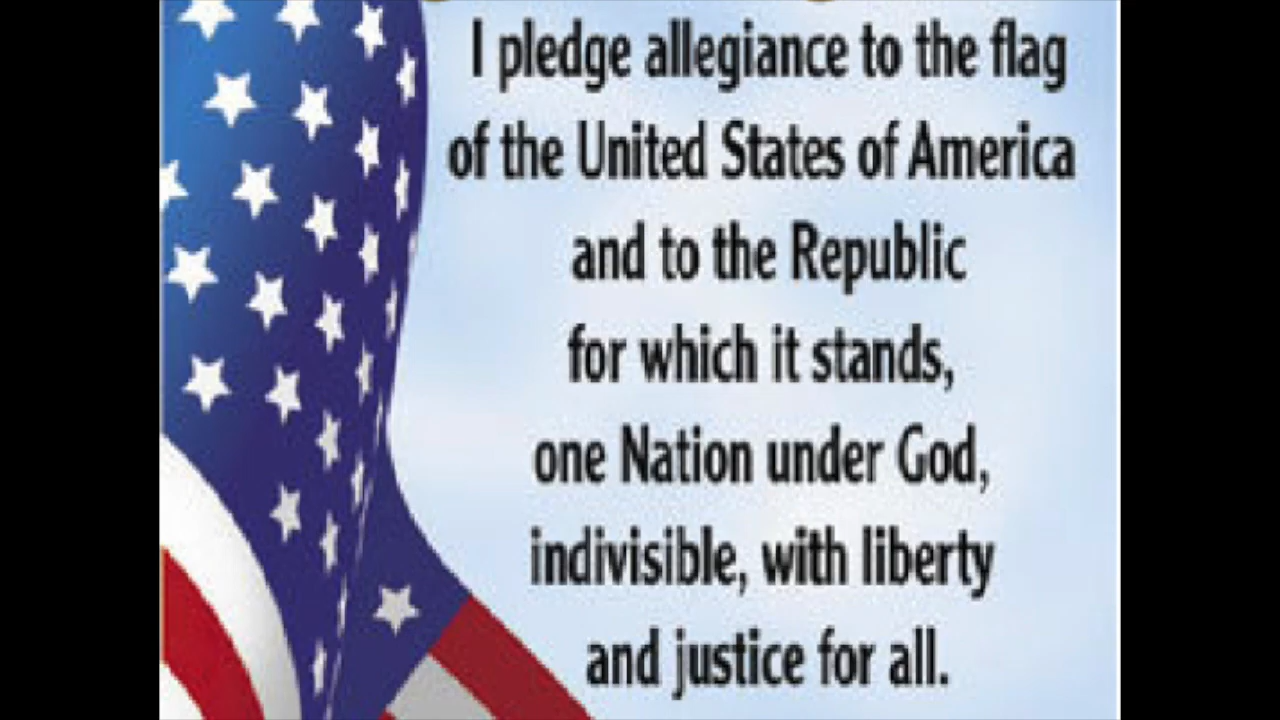 I pledge allegiance to the flag
of the United States of America
and to the Republic
for which it stands,
one Nation under God,
indivisible, with liberty
and justice for all.